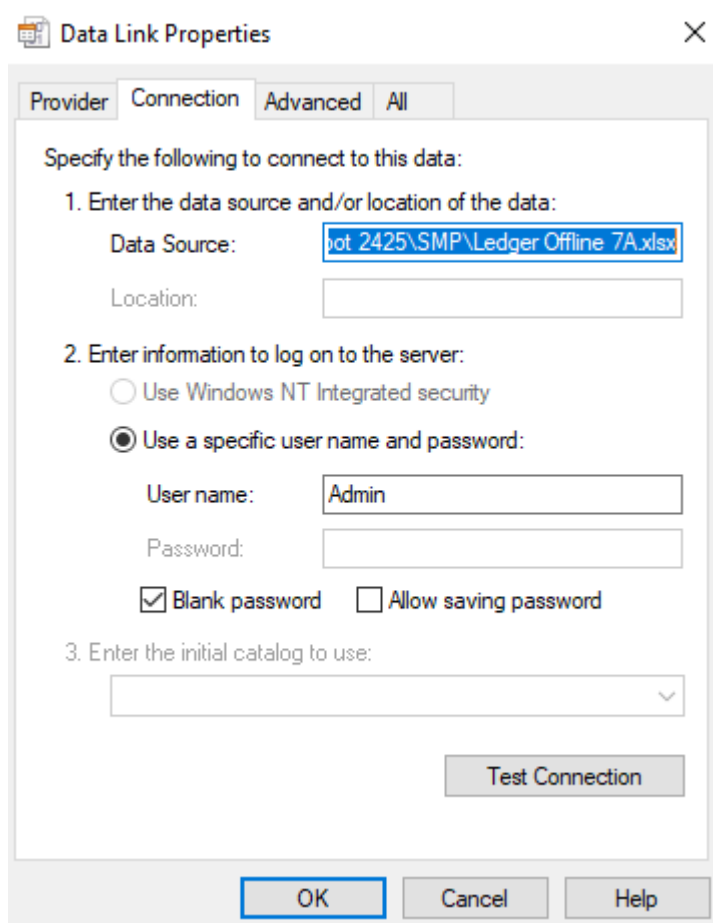 Data Link Properties
Provider Connection Advanced All
Specify the following to connect to this data:
1. Enter the data source and/or location of the data:
Data Source: 2425\SMP\Ledger Offline 7A.xlsx
Location:
2. Enter information to log on to the server:
Use Windows NT Integrated security
Use a specific user name and password:
User name: Admin
Password:
Blank password Allow saving password
3. Enter the initial catalog to use:
Test Connection
OK Cancel Help